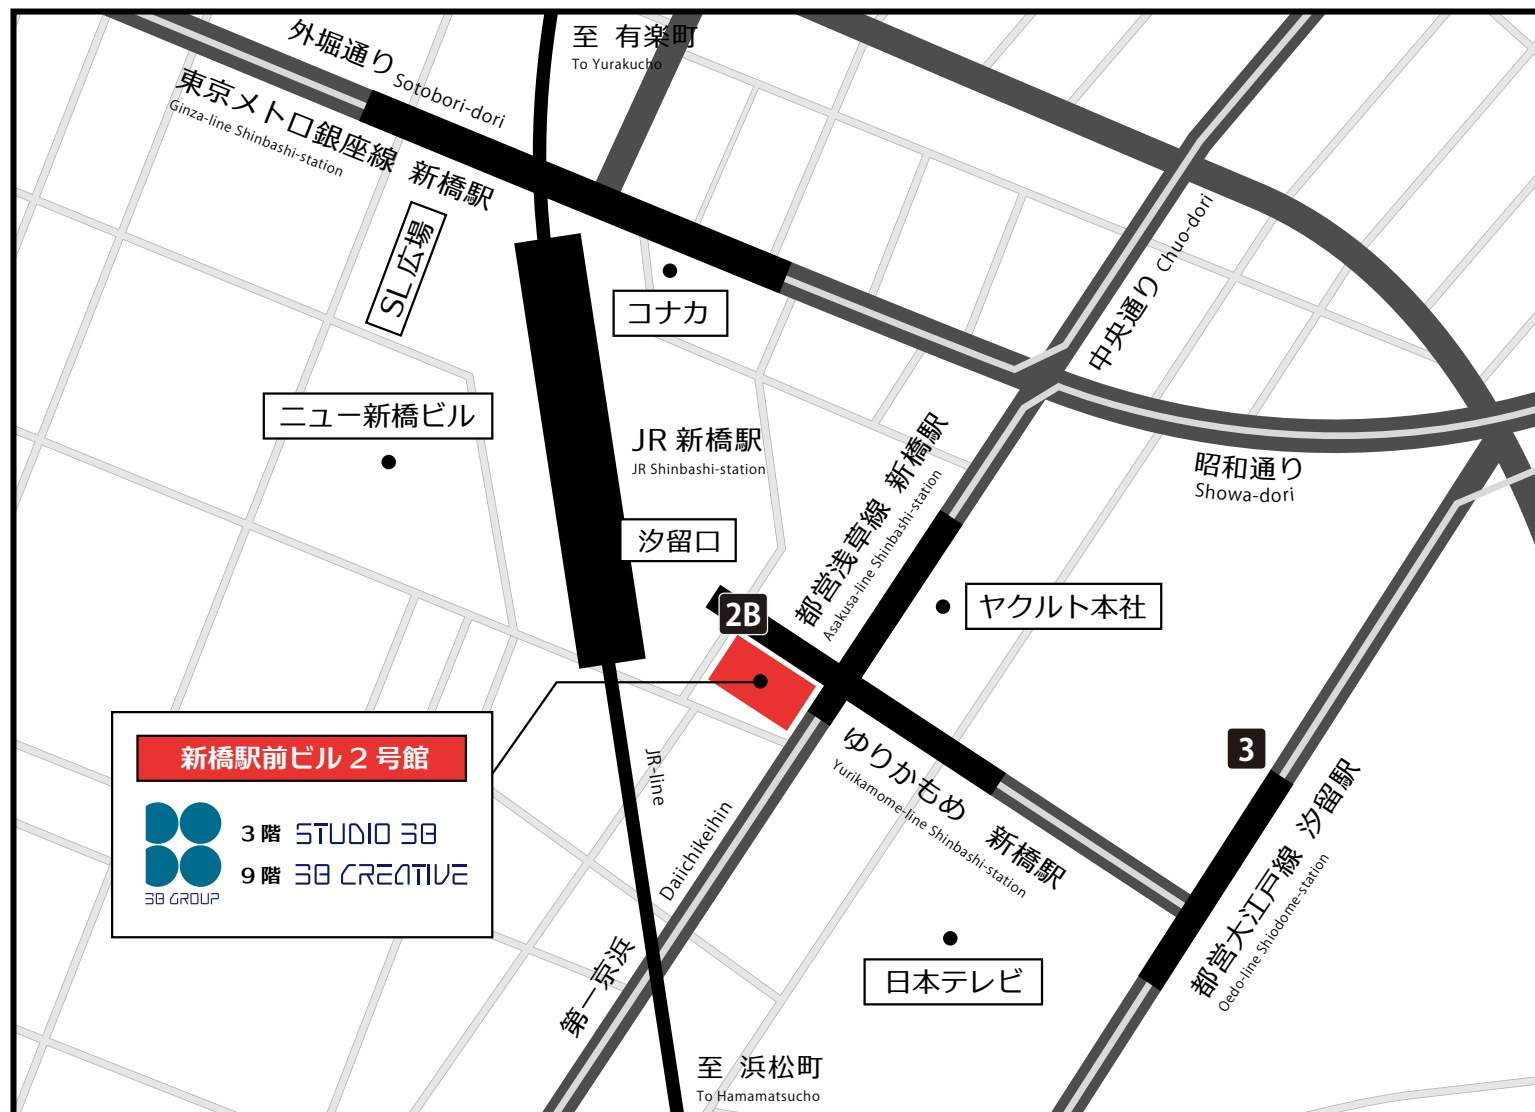 外堀通り
Sotobori-dori
至 有楽町
To Yurakucho
東京メトロ銀座線 新橋駅
Ginza-line Shinbashi-station
SL 広場
コナカ
中央通り Chuo-dori
ニュー新橋ビル
JR 新橋駅
JR Shinbashi-station
汐留口
都営浅草線 新橋駅
Asakusa-line Shinbashi-station
昭和通り
Showa-dori
2B
ヤクルト本社
新橋駅前ビル 2 号館
3 階 STUDIO 3B
9 階 3B CREATIVE
3B GROUP
JR-line
Daiichikeihin
第一京浜
ゆりかもめ 新橋駅
Yurikamome-line Shinbashi-station
3
都営大江戸線 汐留駅
Oedo-line Shiodome-station
日本テレビ
至 浜松町
To Hamamatsucho